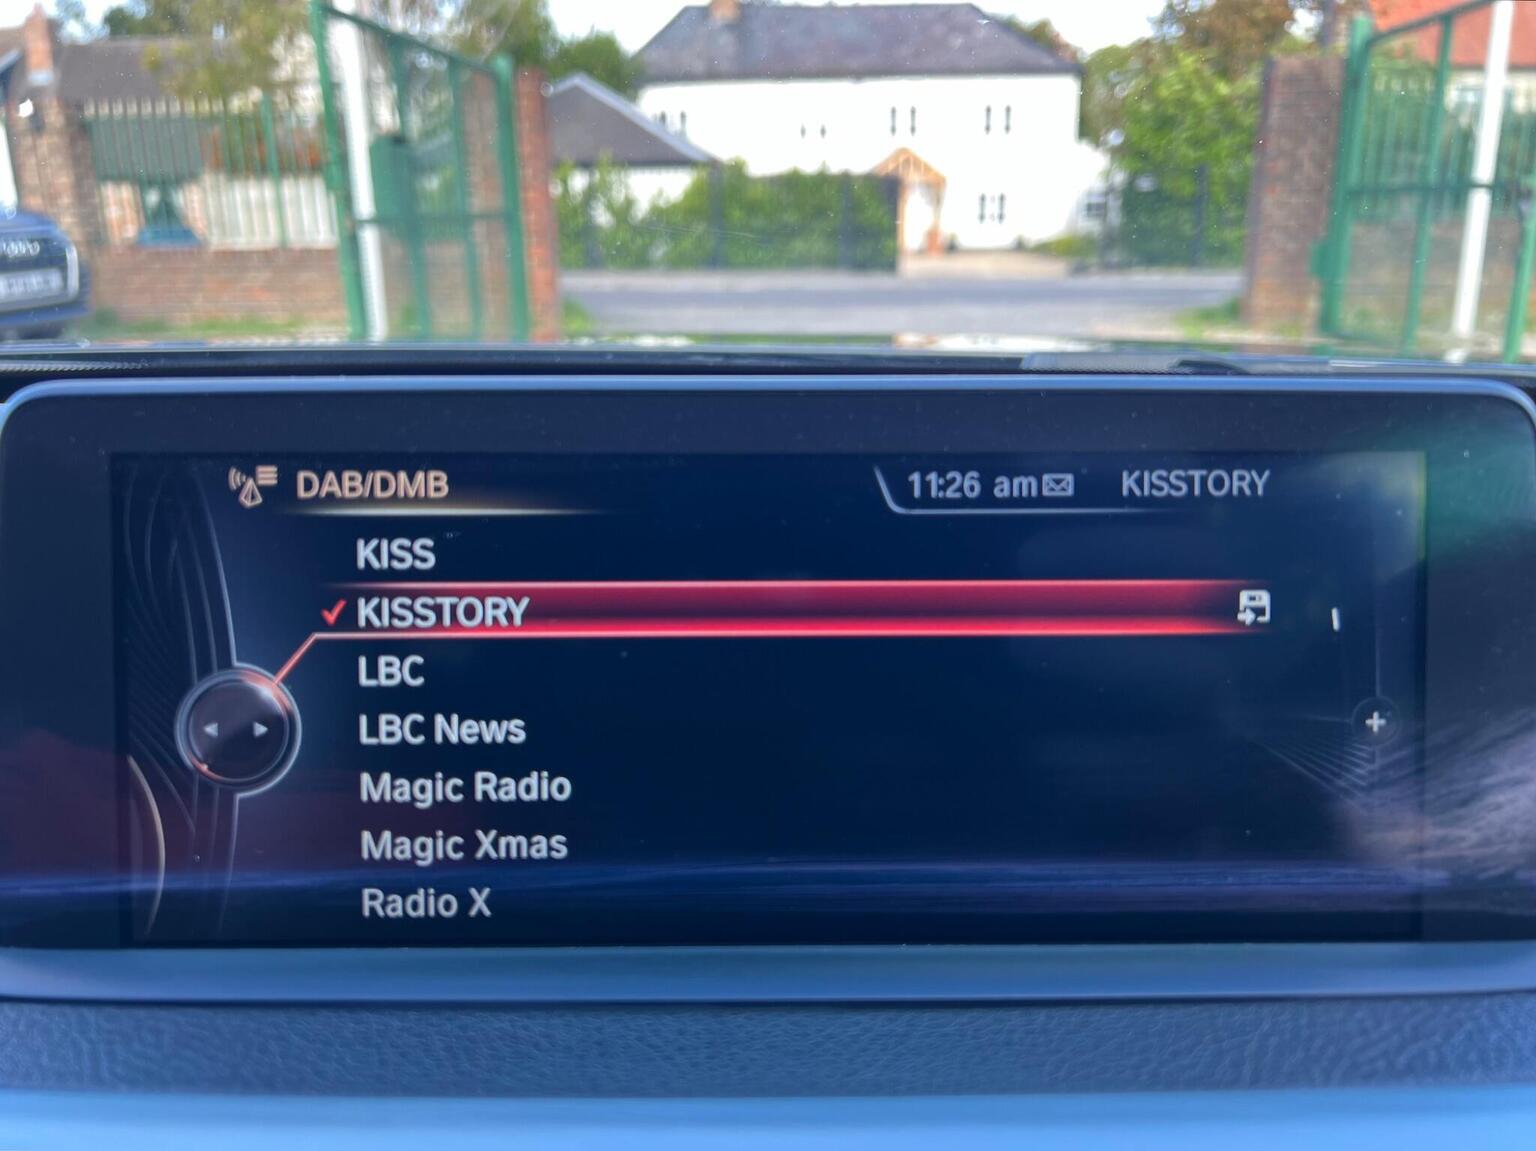 DAB/DMB 11:26 am KISSTORY
KISS
KISSTORY
LBC
LBC News
Magic Radio
Magic Xmas
Radio X